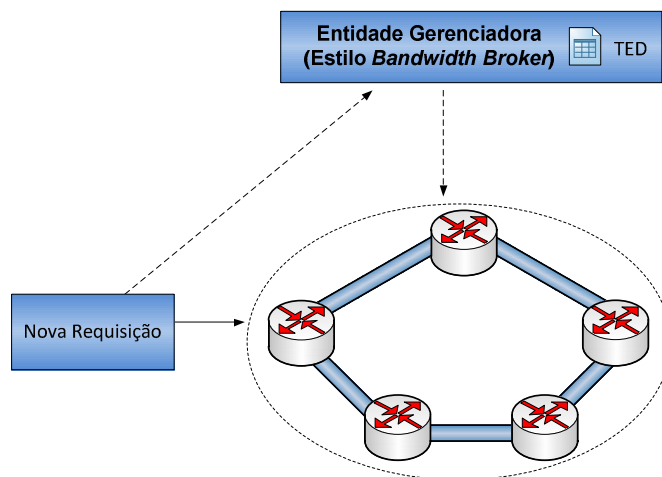 Entidade Gerenciadora
(Estilo Bandwidth Broker)
TED
Nova Requisição